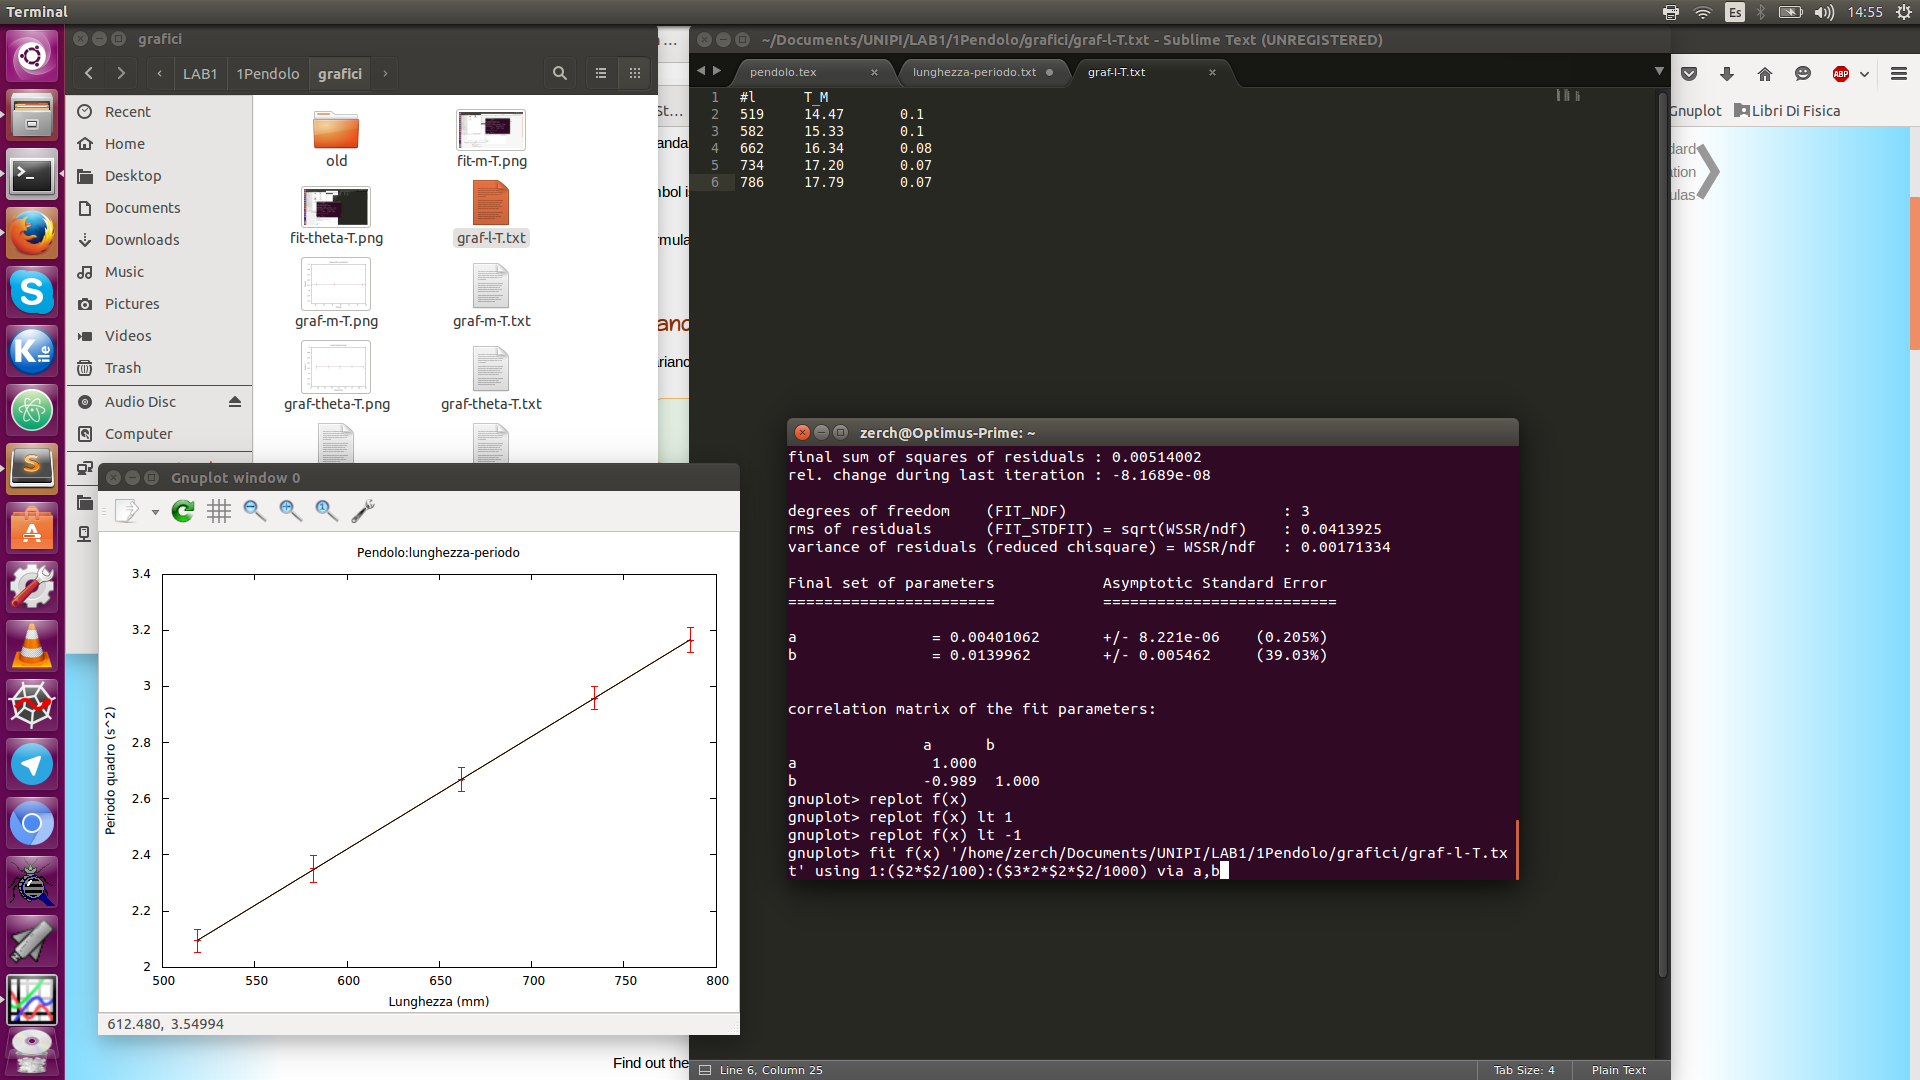 Terminal
Es
14:55
grafici
LAB1
1Pendolo
grafici
Recent
Home
Desktop
Documents
Downloads
Music
Pictures
Videos
Trash
Audio Disc
Computer
old
fit-m-T.png
fit-theta-T.png
graf-l-T.txt
graf-m-T.png
graf-m-T.txt
graf-theta-T.png
graf-theta-T.txt
~/Documents/UNIPI/LAB1/1Pendolo/grafici/graf-l-T.txt - Sublime Text (UNREGISTERED)
pendolo.tex
lunghezza-periodo.txt
graf-l-T.txt
1 #l T_M
2 519 14.47 0.1
3 582 15.33 0.1
4 662 16.34 0.08
5 734 17.20 0.07
6 786 17.79 0.07
ABP
Gnuplot
Libri Di Fisica
Gnuplot window 0
Pendolo:lunghezza-periodo
3.4
3.2
3
2.8
2.6
2.4
2.2
2
Periodo quadro (s^2)
500 550 600 650 700 750 800
Lunghezza (mm)
612.480, 3.54994
zerch@Optimus-Prime: ~
final sum of squares of residuals : 0.00514002
rel. change during last iteration : -8.1689e-08
degrees of freedom (FIT_NDF) : 3
rms of residuals (FIT_STDFIT) = sqrt(WSSR/ndf) : 0.0413925
variance of residuals (reduced chisquare) = WSSR/ndf : 0.00171334
Final set of parameters Asymptotic Standard Error
======================= ==========================
a = 0.00401062 +/- 8.221e-06 (0.205%)
b = 0.0139962 +/- 0.005462 (39.03%)
correlation matrix of the fit parameters:
a b
a 1.000
b -0.989 1.000
gnuplot> replot f(x)
gnuplot> replot f(x) lt 1
gnuplot> replot f(x) lt -1
gnuplot> fit f(x) '/home/zerch/Documents/UNIPI/LAB1/1Pendolo/grafici/graf-l-T.tx
t' using 1:($2*$2/100):($3*2*$2*$2/1000) via a,b
Find out the
Line 6, Column 25
Tab Size: 4
Plain Text